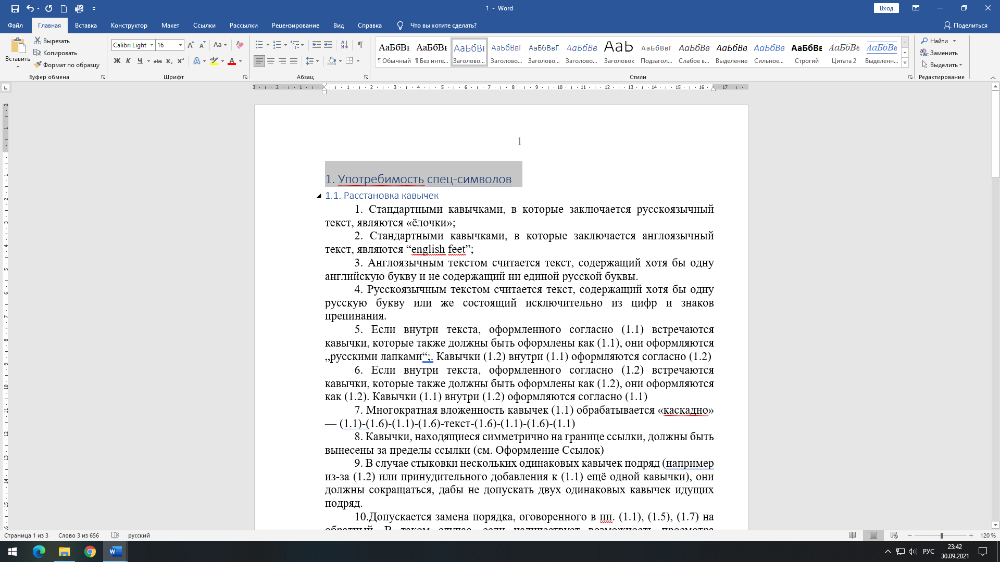 1 - Word
Вход
Файл Главная Вставка Конструктор Макет Ссылки Рассылки Рецензирование Вид Справка Что вы хотите сделать? Поделиться
Вставить
Вырезать
Копировать
Формат по образцу
Буфер обмена
Calibri Light 16
Ж К Ч abc x₂ x²
Шрифт
Абзац
¶ Обычный ¶ Без инте... Заголово... Заголово... Заголово... Заголово... Заголовок Подзагол... Слабое в... Выделение Сильное... Строгий Цитата 2 Выделенн...
Стили
Найти
Заменить
Выделить
Редактирование
3 2 1 1 2 3 4 5 6 7 8 9 10 11 12 13 14 15 16 17
1
1. Употребимость спец-символов
1.1. Расстановка кавычек
1. Стандартными кавычками, в которые заключается русскоязычный
текст, являются «ёлочки»;
2. Стандартными кавычками, в которые заключается англоязычный
текст, являются “english feet”;
3. Англоязычным текстом считается текст, содержащий хотя бы одну
английскую букву и не содержащий ни единой русской буквы.
4. Русскоязычным текстом считается текст, содержащий хотя бы одну
русскую букву или же состоящий исключительно из цифр и знаков
препинания.
5. Если внутри текста, оформленного согласно (1.1) встречаются
кавычки, которые также должны быть оформлены как (1.1), они оформляются
„русскими лапками“;. Кавычки (1.2) внутри (1.1) оформляются согласно (1.2)
6. Если внутри текста, оформленного согласно (1.2) встречаются
кавычки, которые также должны быть оформлены как (1.2), они оформляются
как (1.2). Кавычки (1.1) внутри (1.2) оформляются согласно (1.1)
7. Многократная вложенность кавычек (1.1) обрабатывается «каскадно»
— (1.1)-(1.6)-(1.1)-(1.6)-текст-(1.6)-(1.1)-(1.6)-(1.1)
8. Кавычки, находящиеся симметрично на границе ссылки, должны быть
вынесены за пределы ссылки (см. Оформление Ссылок)
9. В случае стыковки нескольких одинаковых кавычек подряд (например
из-за (1.2) или принудительного добавления к (1.1) ещё одной кавычки), они
должны сокращаться, дабы не допускать двух одинаковых кавычек идущих
подряд.
10.Допускается замена порядка, оговоренного в пп. (1.1), (1.5), (1.7) на
обратный. В таком случае, если наличествует возможность просмотра
Страница 1 из 3 Слово 3 из 656 русский 120 %
РУС
23:42
30.09.2021